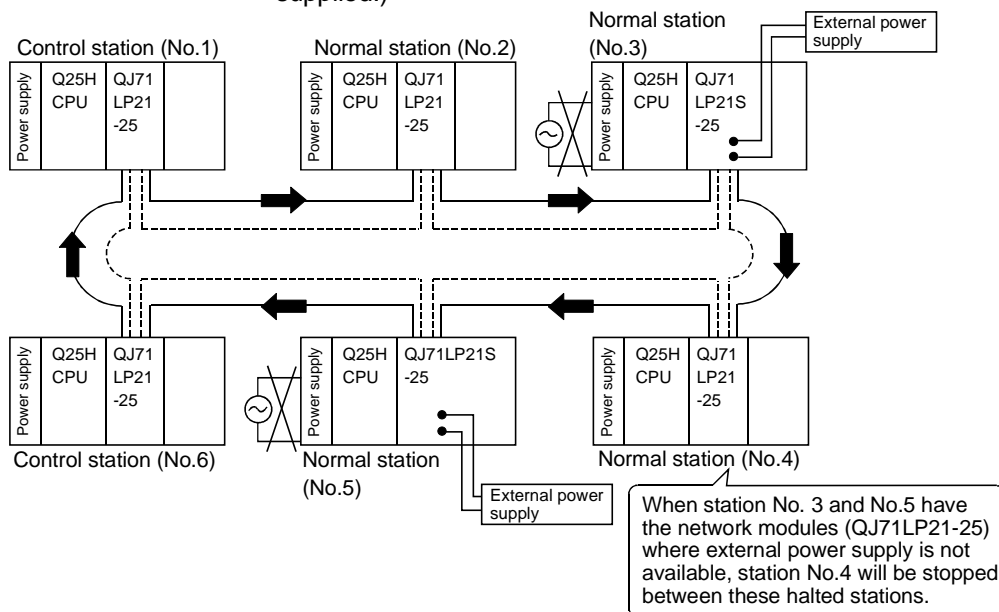 supplied.)
Control station (No.1)
Normal station (No.2)
Normal station
(No.3)
External power
supply
Power supply
Q25H
CPU
QJ71
LP21
-25
Power supply
Q25H
CPU
QJ71
LP21
-25
Power supply
Q25H
CPU
QJ71
LP21S
-25
Power supply
Q25H
CPU
QJ71
LP21
-25
Power supply
Q25H
CPU
QJ71LP21S
-25
Power supply
Q25H
CPU
QJ71
LP21
-25
Control station (No.6)
Normal station
(No.5)
Normal station (No.4)
External power
supply
When station No. 3 and No.5 have
the network modules (QJ71LP21-25)
where external power supply is not
available, station No.4 will be stopped
between these halted stations.